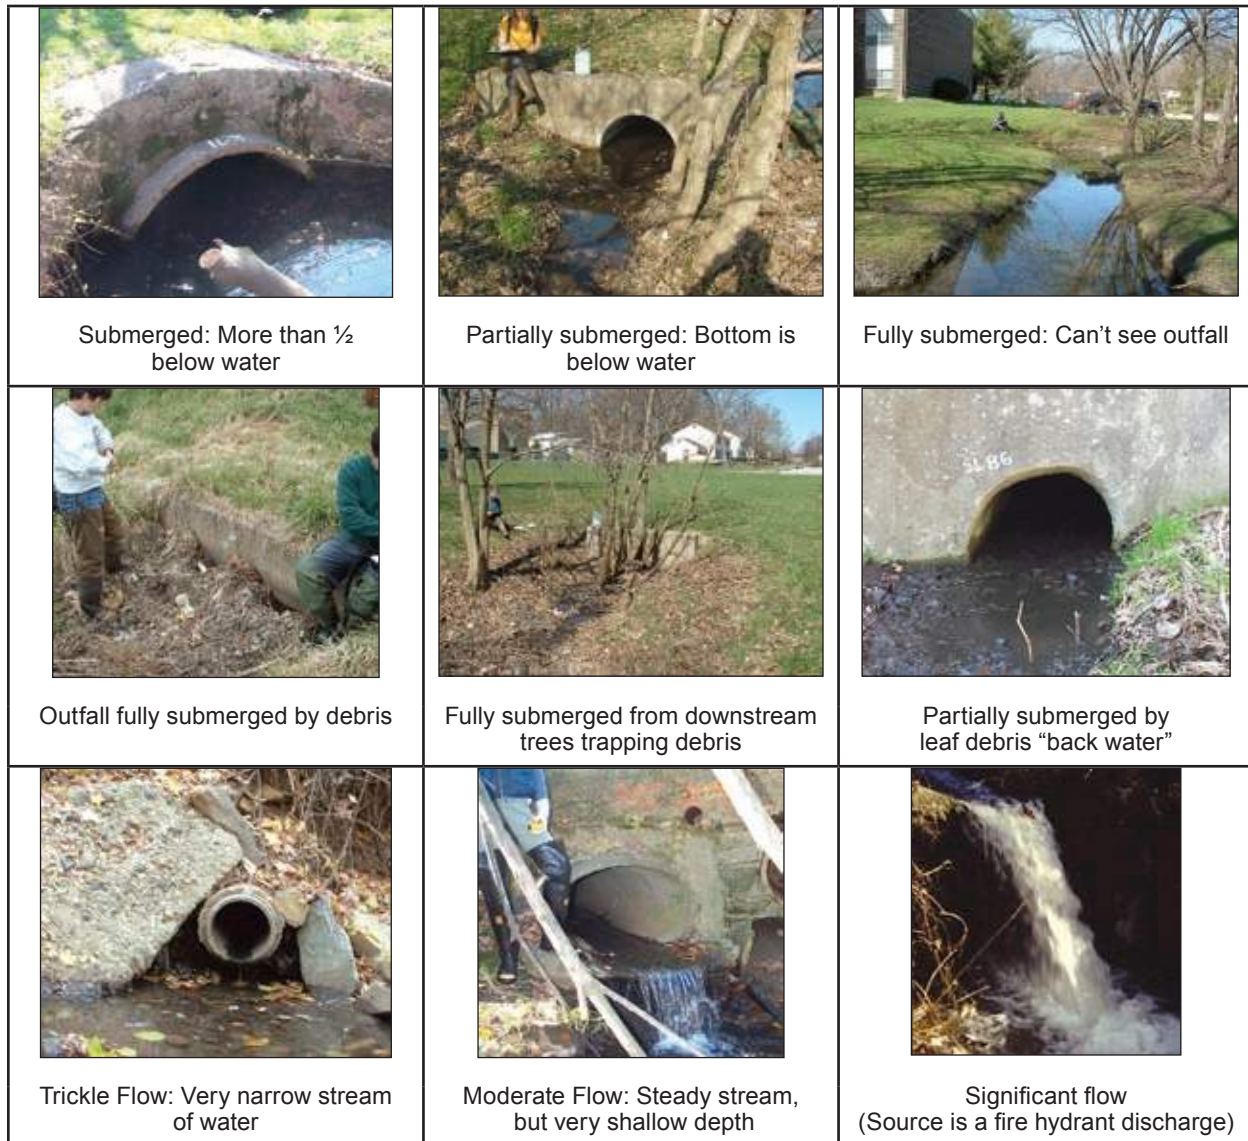 Submerged: More than ½
below water
Partially submerged: Bottom is
below water
Fully submerged: Can’t see outfall
SL86
Outfall fully submerged by debris
Fully submerged from downstream
trees trapping debris
Partially submerged by
leaf debris “back water”
Trickle Flow: Very narrow stream
of water
Moderate Flow: Steady stream,
but very shallow depth
Significant flow
(Source is a fire hydrant discharge)